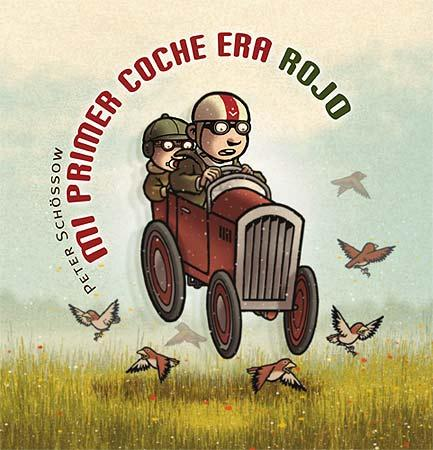 PETER SCHÖSSOW
MI PRIMER COCHE ERA ROJO